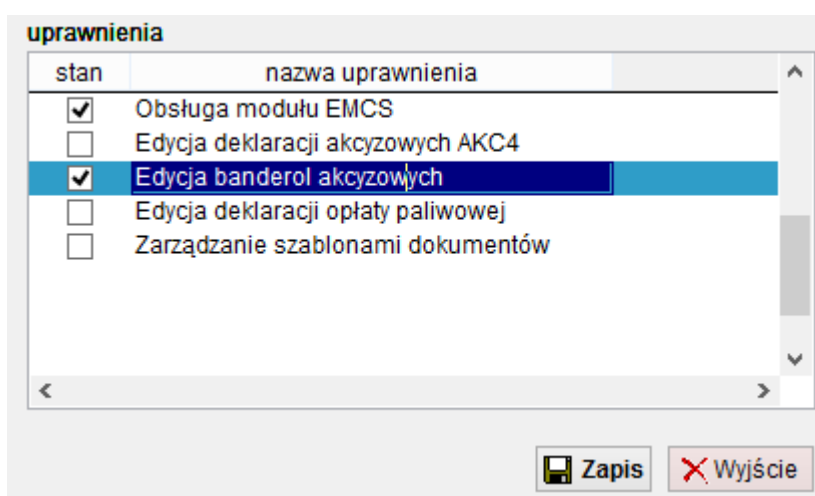 uprawnienia
stan nazwa uprawnienia
Obsługa modułu EMCS
Edycja deklaracji akcyzowych AKC4
Edycja banderol akcyzowych
Edycja deklaracji opłaty paliwowej
Zarządzanie szablonami dokumentów
Zapis Wyjście